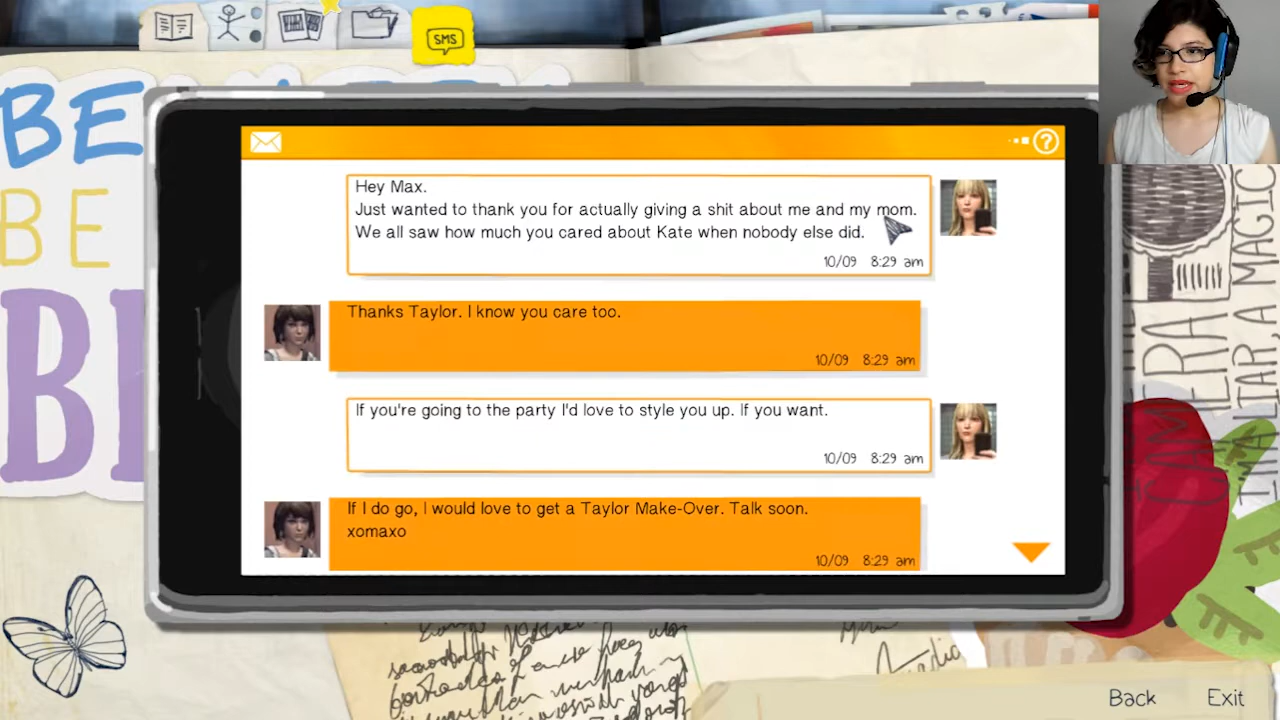 SMS
BE
BE
B
Hey Max.
Just wanted to thank you for actually giving a shit about me and my mom.
We all saw how much you cared about Kate when nobody else did.
10/09 8:29 am
Thanks Taylor. I know you care too.
10/09 8:29 am
If you're going to the party I'd love to style you up. If you want.
10/09 8:29 am
If I do go, I would love to get a Taylor Make-Over. Talk soon.
xomaxo
10/09 8:29 am
?
CAMERA
I'M A LIAR, A MAGIC
Back
Exit